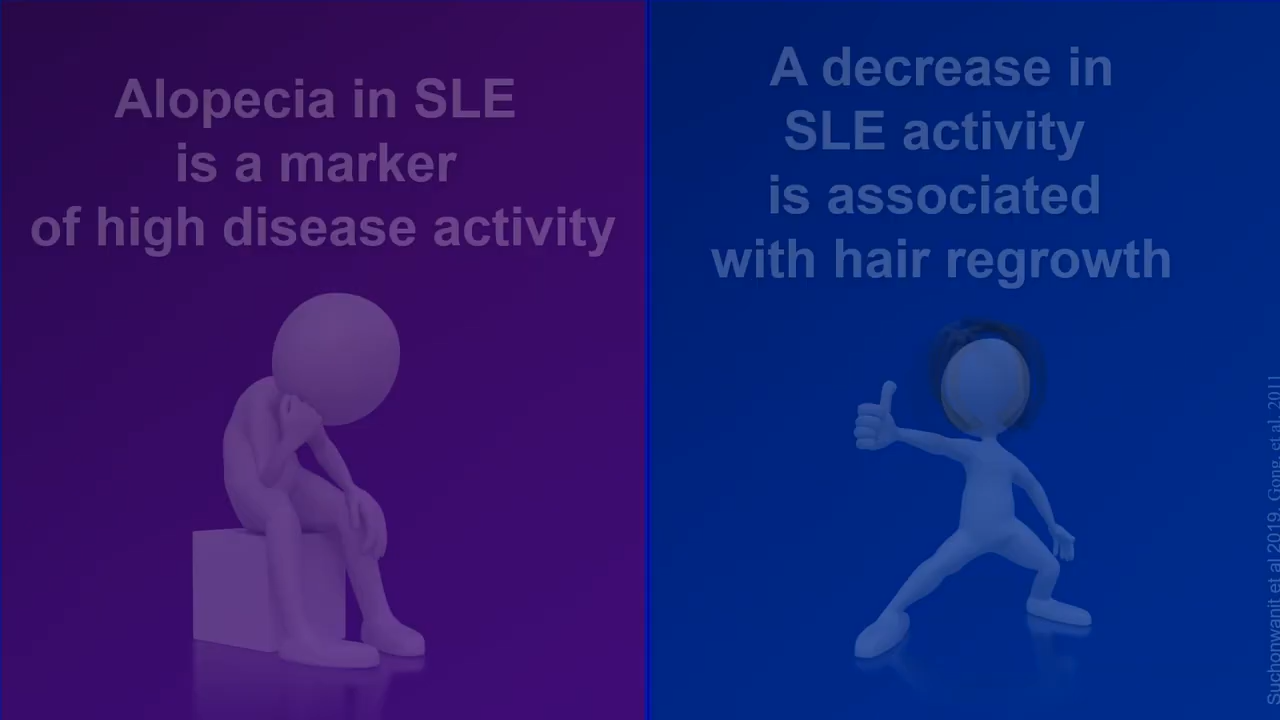 Alopecia in SLE
is a marker
of high disease activity
A decrease in
SLE activity
is associated
with hair regrowth
Suchonwanit et al 2019, Gong, et al. 2011